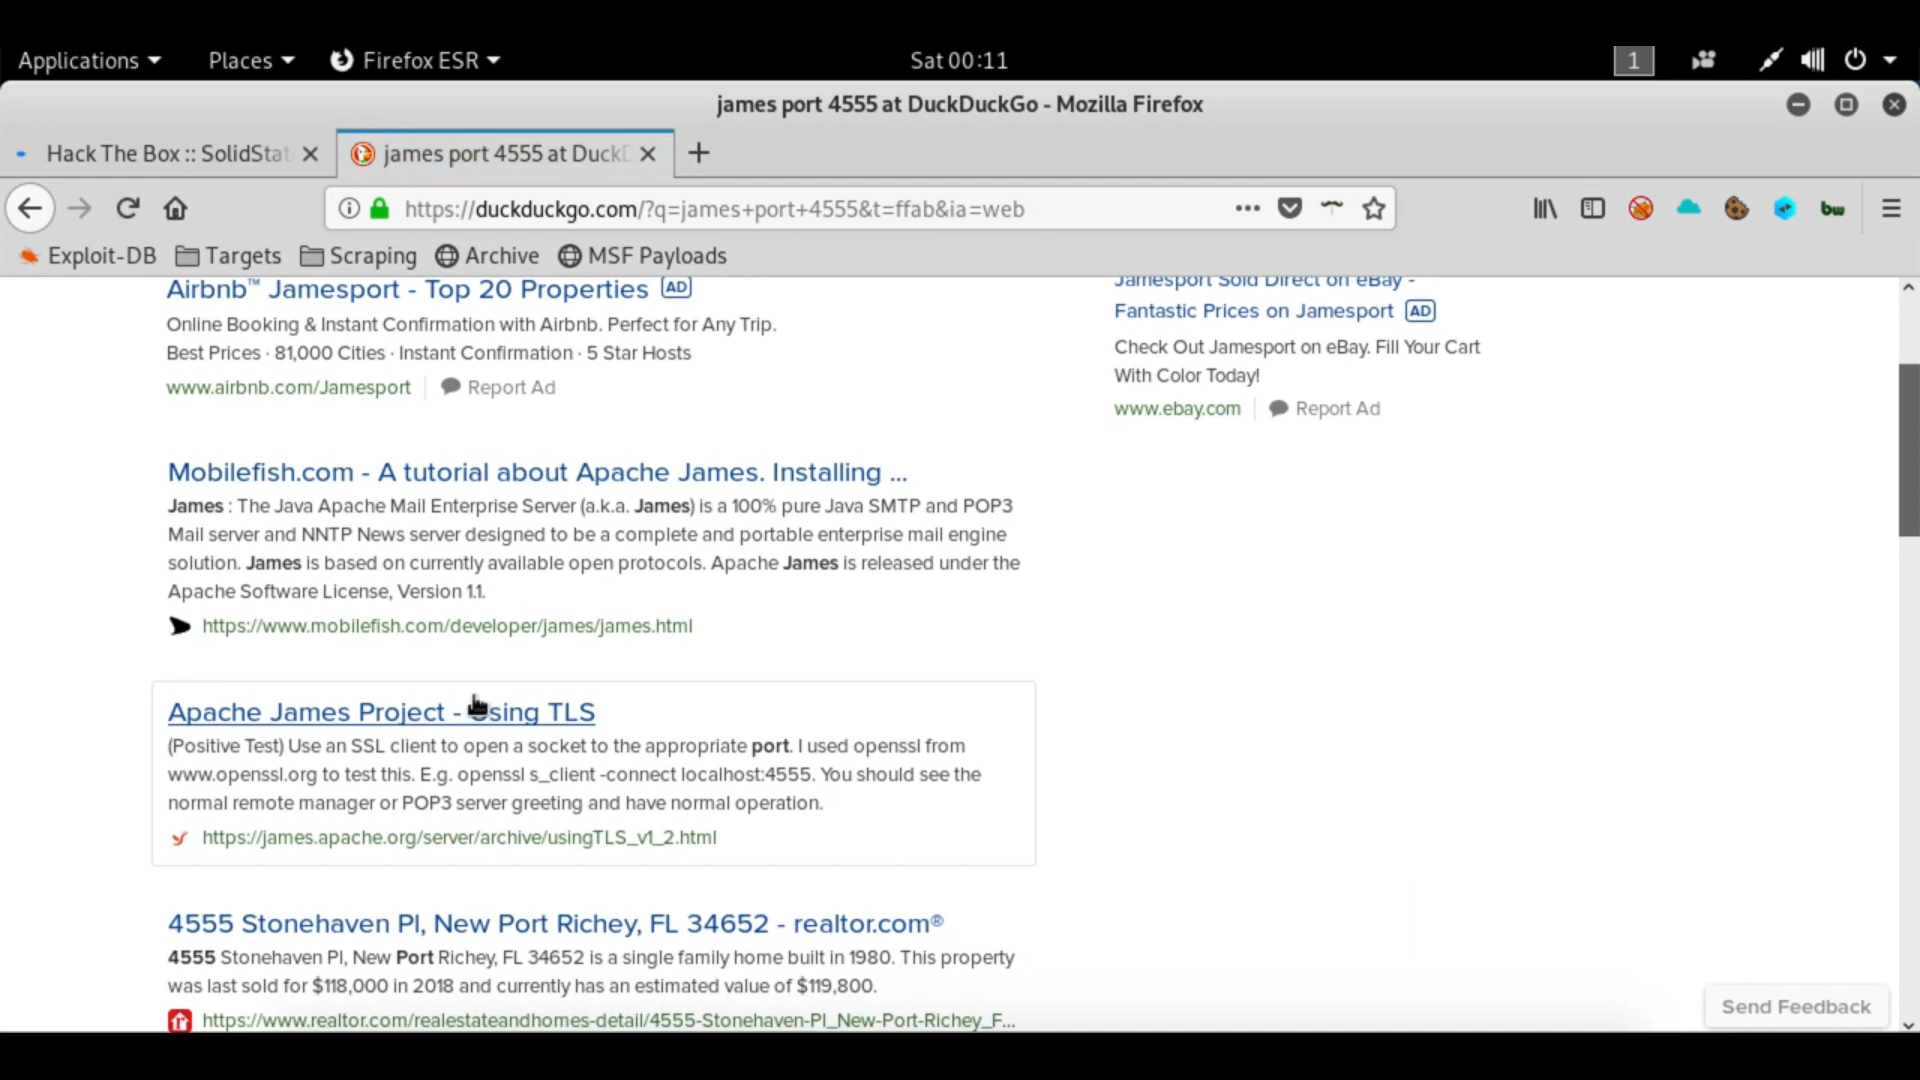 Applications
Places
Firefox ESR
Sat 00:11
1
james port 4555 at DuckDuckGo - Mozilla Firefox
Hack The Box :: SolidStat
james port 4555 at DuckD
https://duckduckgo.com/?q=james+port+4555&t=ffab&ia=web
bw
Exploit-DB
Targets
Scraping
Archive
MSF Payloads
Airbnb™ Jamesport - Top 20 Properties AD
Online Booking & Instant Confirmation with Airbnb. Perfect for Any Trip.
Best Prices · 81,000 Cities · Instant Confirmation · 5 Star Hosts
www.airbnb.com/Jamesport
Report Ad
Jamesport Sold Direct on eBay -
Fantastic Prices on Jamesport AD
Check Out Jamesport on eBay. Fill Your Cart
With Color Today!
www.ebay.com
Report Ad
Mobilefish.com - A tutorial about Apache James. Installing ...
James : The Java Apache Mail Enterprise Server (a.k.a. James) is a 100% pure Java SMTP and POP3
Mail server and NNTP News server designed to be a complete and portable enterprise mail engine
solution. James is based on currently available open protocols. Apache James is released under the
Apache Software License, Version 1.1.
https://www.mobilefish.com/developer/james/james.html
Apache James Project - Using TLS
(Positive Test) Use an SSL client to open a socket to the appropriate port. I used openssl from
www.openssl.org to test this. E.g. openssl s_client -connect localhost:4555. You should see the
normal remote manager or POP3 server greeting and have normal operation.
https://james.apache.org/server/archive/usingTLS_v1_2.html
4555 Stonehaven Pl, New Port Richey, FL 34652 - realtor.com®
4555 Stonehaven Pl, New Port Richey, FL 34652 is a single family home built in 1980. This property
was last sold for $118,000 in 2018 and currently has an estimated value of $119,800.
https://www.realtor.com/realestateandhomes-detail/4555-Stonehaven-Pl_New-Port-Richey_F...
Send Feedback